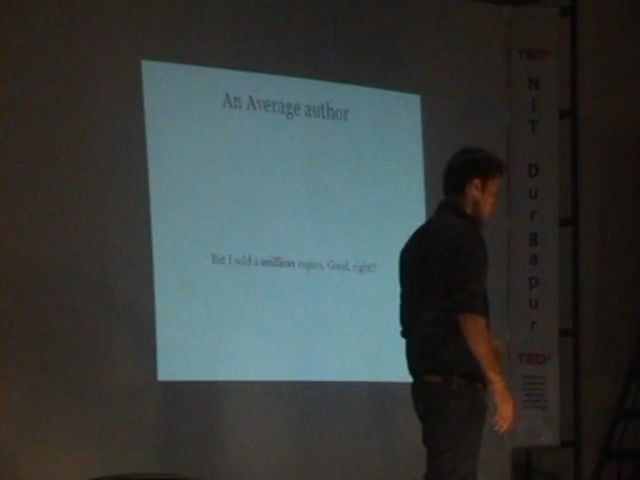 An Average author
But I sold a million copies. Good, right?
TEDx
NIT Durgapur
TEDx